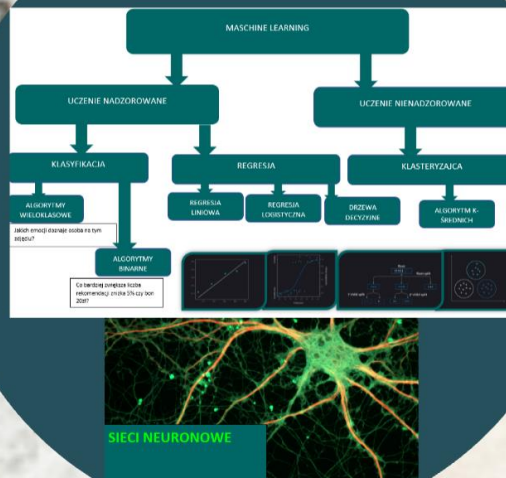 MASCHINE LEARNING
UCZENIE NADZOROWANE
UCZENIE NIENADZOROWANE
KLASYFIKACJA
REGRESJA
KLASTERYZAJCA
ALGORYTMY
WIELOKLASOWE
REGRESJA
LINIOWA
REGRESJA
LOGISTYCZNA
DRZEWA
DECYZYJNE
ALGORYTM K-
ŚREDNICH
Jakich emocji doznaje osoba na tym
zdjęciu?
ALGORYTMY
BINARNE
Co bardziej zwiększa liczbę
rekomendacji zniżka 5% czy bon
20zł?
SIECI NEURONOWE